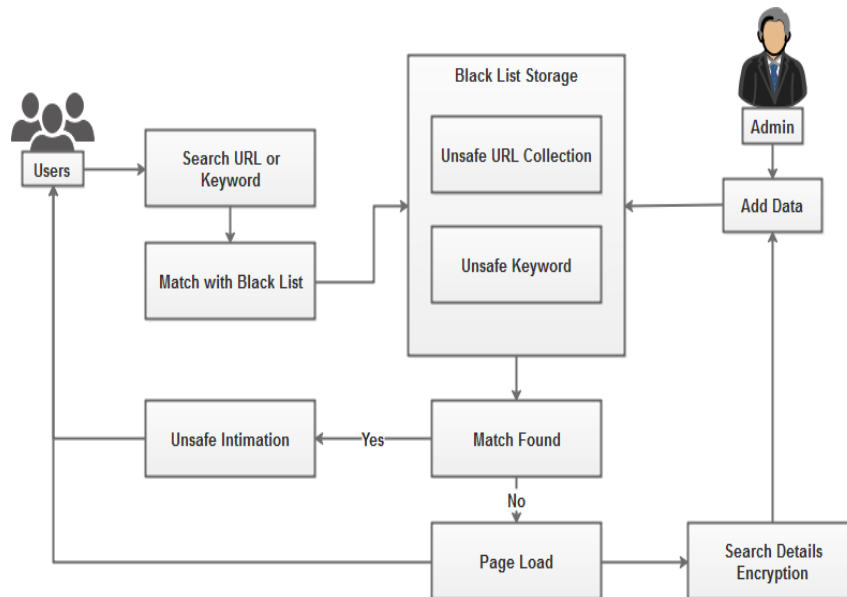 Black List Storage
Admin
Users
Search URL or
Keyword
Unsafe URL Collection
Add Data
Match with Black List
Unsafe Keyword
Unsafe Intimation
Yes
Match Found
No
Page Load
Search Details
Encryption